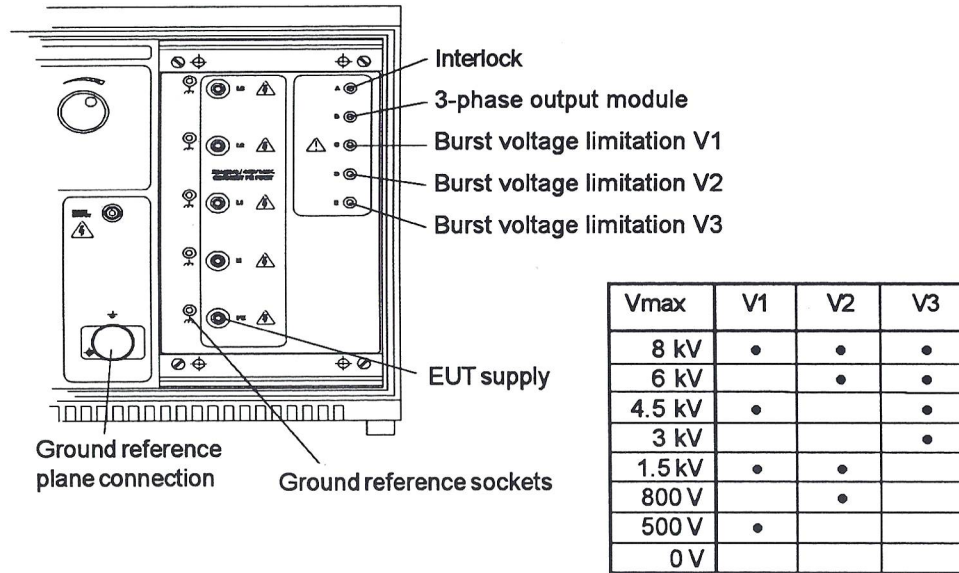 Interlock
3-phase output module
Burst voltage limitation V1
Burst voltage limitation V2
Burst voltage limitation V3
EUT supply
Ground reference
plane connection
Ground reference sockets
Vmax V1 V2 V3
8 kV • • •
6 kV • •
4.5 kV • •
3 kV •
1.5 kV • •
800 V •
500 V •
0 V